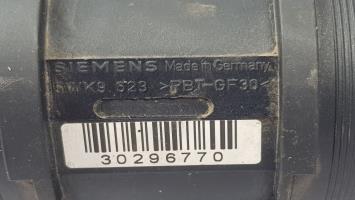 SIEMENS Made in Germany
5WK9 623 >PBT-GF30<
30296770